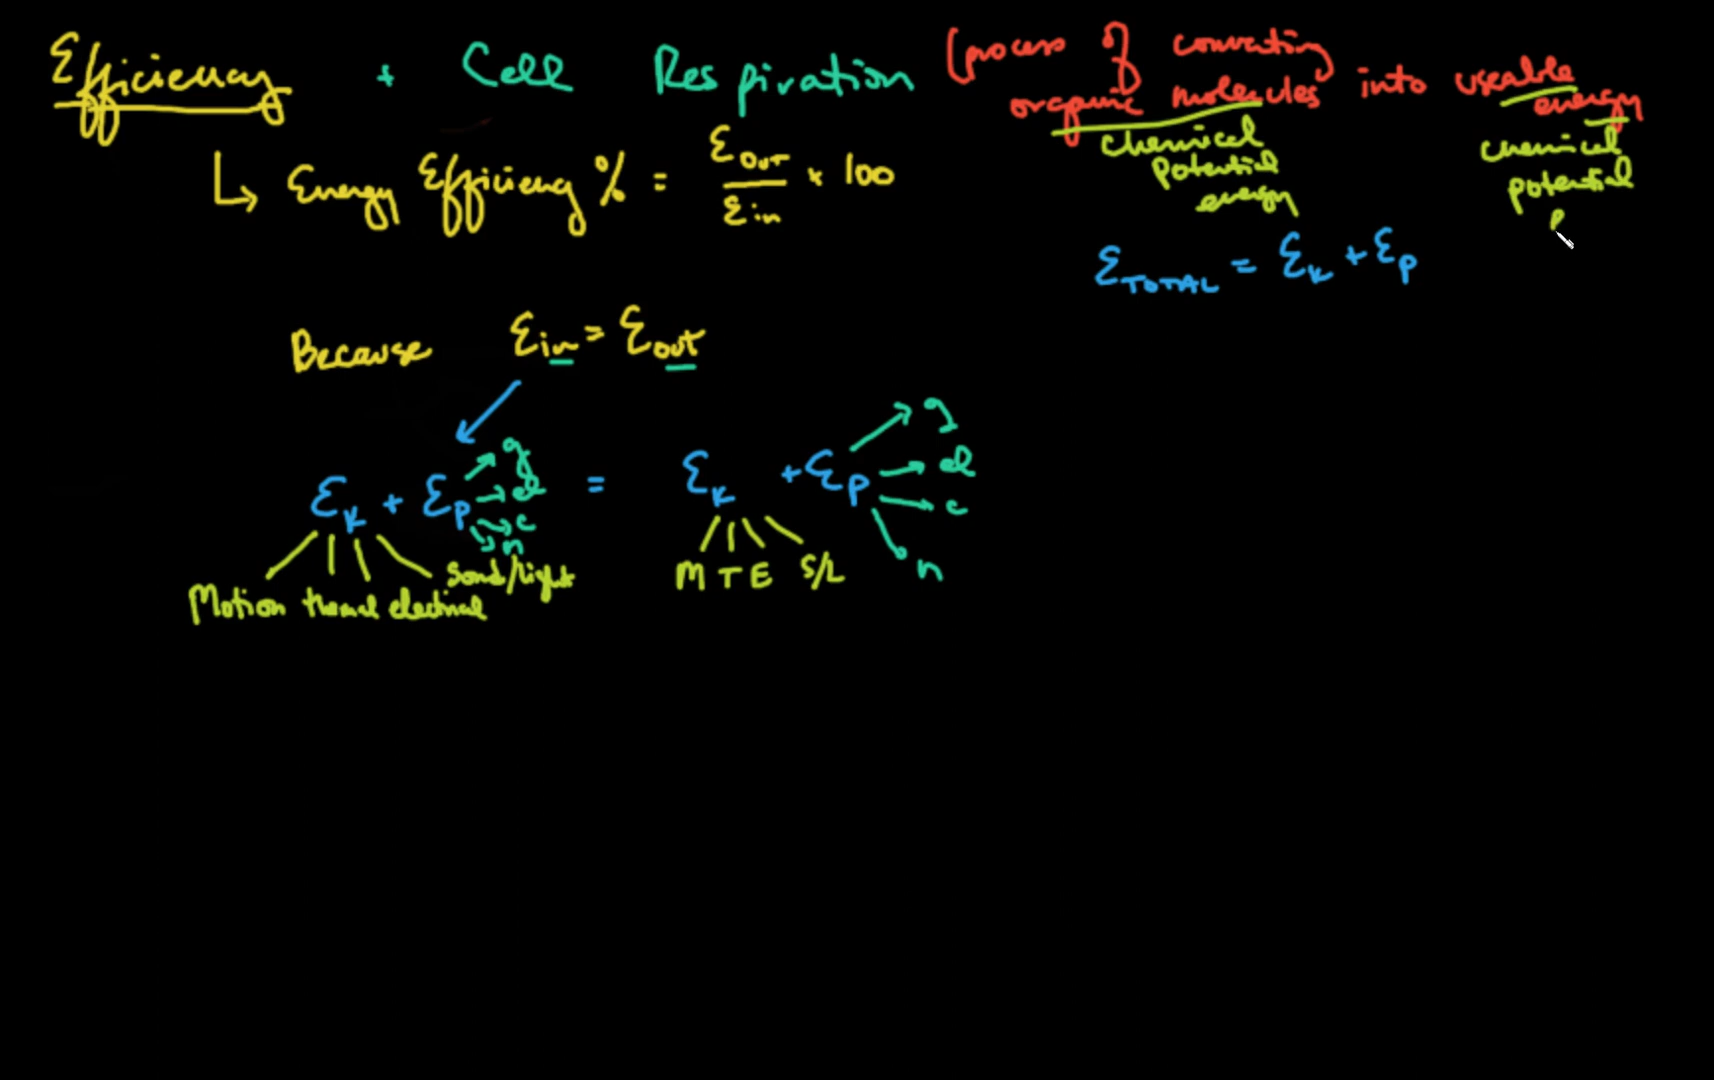 Efficiency + Cell Respiration (process of converting
organic molecules into useable
energy
chemical
Potential
energy
chemical
potential
e
↳ Energy Efficiency % = Eout / Ein * 100
ETOTAL = Ek + Ep
Because Ein = Eout
Ek + Ep = Ek + Ep
g
el
c
n
g
el
c
n
Motion thermal electrical Sound/light
M T E S/L